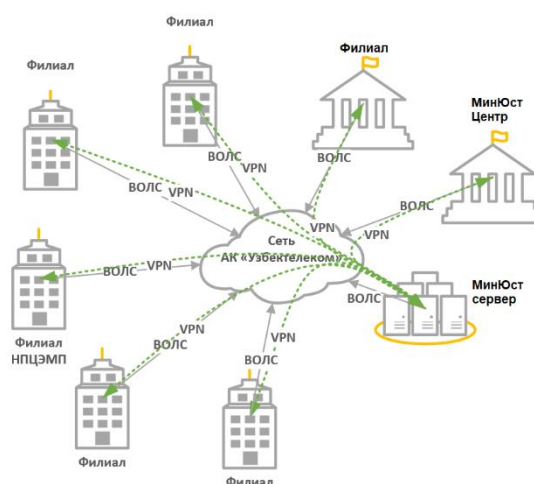 Филиал
Филиал
Филиал
МинЮст
Центр
ВОЛС
VPN
ВОЛС
VPN
ВОЛС
VPN
ВОЛС
VPN
Сеть
АК «Узбектелеком»
ВОЛС
VPN
МинЮст
сервер
ВОЛС
Филиал
НПЦЭМП
VPN
ВОЛС
ВОЛС
VPN
Филиал
Филиал